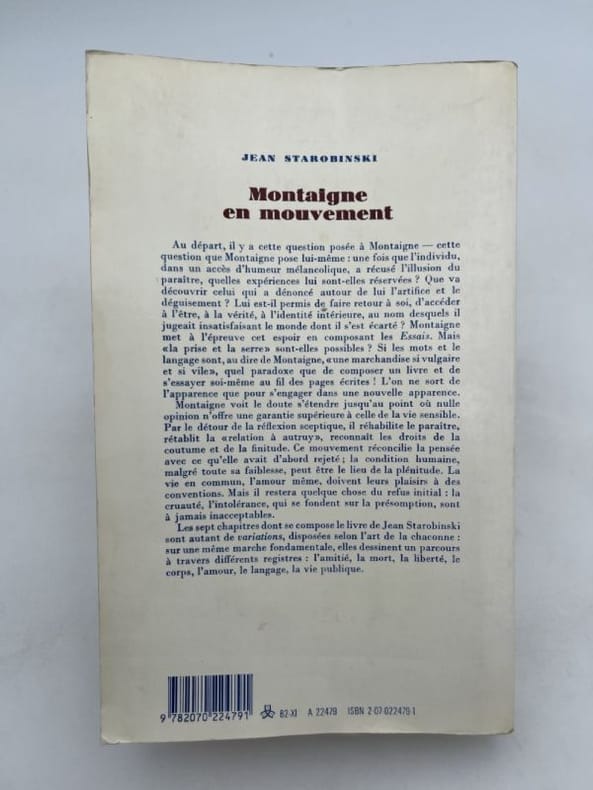 JEAN STAROBINSKI
Montaigne
en mouvement
Au départ, il y a cette question posée à Montaigne — cette
question que Montaigne pose lui-même : une fois que l'individu,
dans un accès d'humeur mélancolique, a récusé l'illusion du
paraître, quelles expériences lui sont-elles réservées ? Que va
découvrir celui qui a dénoncé autour de lui l'artifice et le
déguisement ? Lui est-il permis de faire retour à soi, d'accéder
à l'être, à la vérité, à l'identité intérieure, au nom desquels il
jugeait insatisfaisant le monde dont il s'est écarté ? Montaigne
met à l'épreuve cet espoir en composant les Essais. Mais
«la prise et la serre» sont-elles possibles ? Si les mots et le
langage sont, au dire de Montaigne, «une marchandise si vulgaire
et si vile», quel paradoxe que de composer un livre et de
s'essayer soi-même au fil des pages écrites ! L'on ne sort de
l'apparence que pour s'engager dans une nouvelle apparence.
Montaigne voit le doute s'étendre jusqu'au point où nulle
opinion n'offre une garantie supérieure à celle de la vie sensible.
Par le détour de la réflexion sceptique, il réhabilite le paraître,
rétablit la «relation à autruy», reconnaît les droits de la
coutume et de la finitude. Ce mouvement réconcilie la pensée
avec ce qu'elle avait d'abord rejeté ; la condition humaine,
malgré toute sa faiblesse, peut être le lieu de la plénitude. La
vie en commun, l'amour même, doivent leurs plaisirs à des
conventions. Mais il restera quelque chose du refus initial : la
cruauté, l'intolérance, qui se fondent sur la présomption, sont
à jamais inacceptables.
Les sept chapitres dont se compose le livre de Jean Starobinski
sont autant de variations, disposées selon l'art de la chaconne :
sur une même marche fondamentale, elles dessinent un parcours
à travers différents registres : l'amitié, la mort, la liberté, le
corps, l'amour, le langage, la vie publique.
9 782070 224791 82-XI A 22479 ISBN 2-07-022479-1